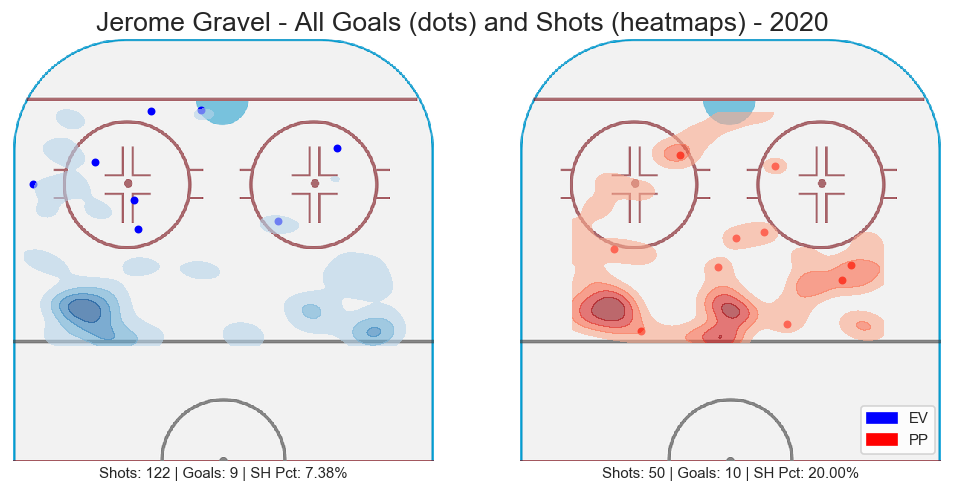 Jerome Gravel - All Goals (dots) and Shots (heatmaps) - 2020
EV
PP
Shots: 122 | Goals: 9 | SH Pct: 7.38%
Shots: 50 | Goals: 10 | SH Pct: 20.00%